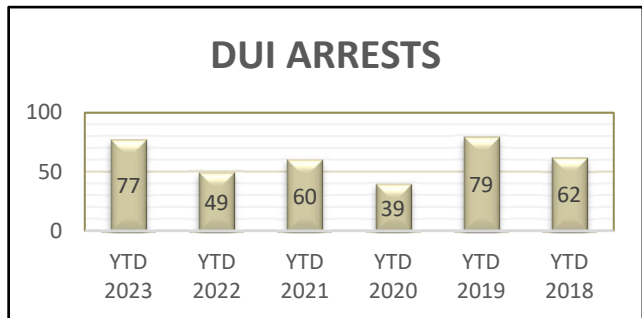 DUI ARRESTS
100
50
0
77
49
60
39
79
62
YTD 2023
YTD 2022
YTD 2021
YTD 2020
YTD 2019
YTD 2018